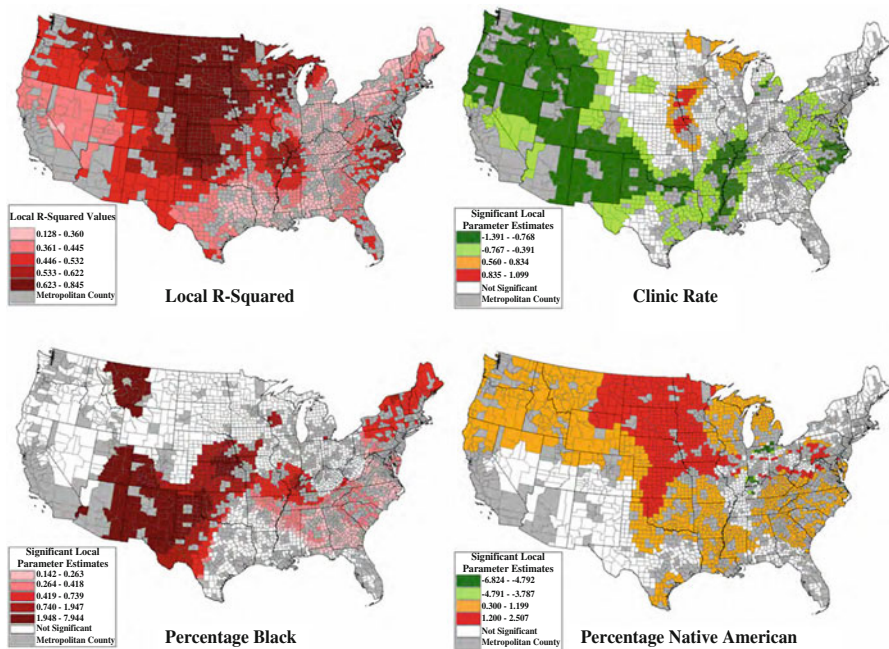 Local R-Squared Values
0.128 - 0.360
0.361 - 0.445
0.446 - 0.532
0.533 - 0.622
0.623 - 0.845
Metropolitan County
Local R-Squared
Significant Local
Parameter Estimates
-1.391 - -0.768
-0.767 - -0.391
0.560 - 0.834
0.835 - 1.099
Not Significant
Metropolitan County
Clinic Rate
Significant Local
Parameter Estimates
0.142 - 0.263
0.264 - 0.418
0.419 - 0.739
0.740 - 1.947
1.948 - 7.944
Not Significant
Metropolitan County
Percentage Black
Significant Local
Parameter Estimates
-6.824 - -4.792
-4.791 - -3.787
0.300 - 1.199
1.200 - 2.507
Not Significant
Metropolitan County
Percentage Native American